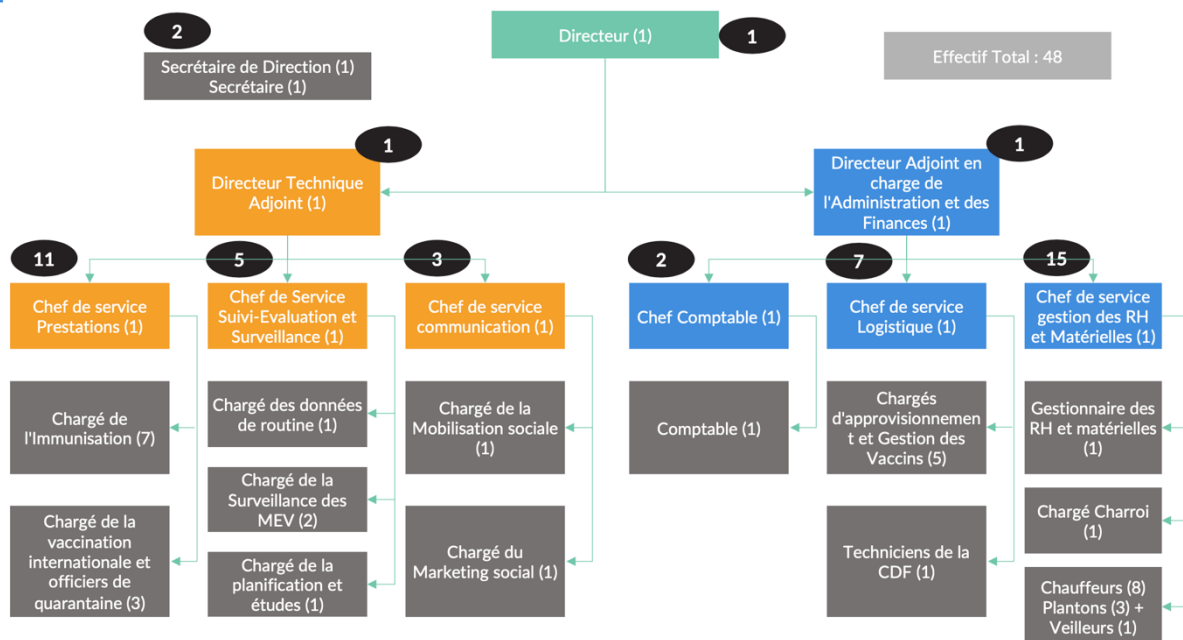 2
Secrétaire de Direction (1)
Secrétaire (1)
Directeur (1)
1
Effectif Total : 48
1
Directeur Technique
Adjoint (1)
1
Directeur Adjoint en
charge de
l'Administration et des
Finances (1)
11
Chef de service
Prestations (1)
5
Chef de Service
Suivi-Evaluation et
Surveillance (1)
3
Chef de service
communication (1)
2
Chef Comptable (1)
7
Chef de service
Logistique (1)
15
Chef de service
gestion des RH
et Matérielles (1)
Chargé de
l'Immunisation (7)
Chargé de la
vaccination
internationale et
officiers de
quarantaine (3)
Chargé des données
de routine (1)
Chargé de la
Surveillance des
MEV (2)
Chargé de la
planification et
études (1)
Chargé de la
Mobilisation sociale
(1)
Chargé du
Marketing social (1)
Comptable (1)
Chargés
d'approvisionnemen
t et Gestion des
Vaccins (5)
Techniciens de la
CDF (1)
Gestionnaire des
RH et matérielles
(1)
Chargé Charroi
(1)
Chauffeurs (8)
Plantons (3) +
Veilleurs (1)